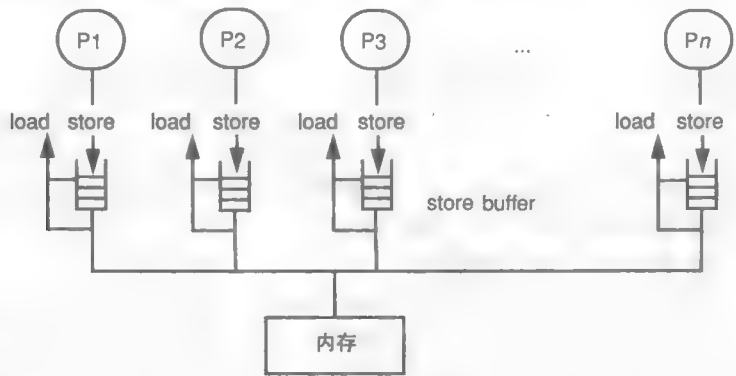 P1 P2 P3 ... Pn
load store load store load store load store
store buffer
内存